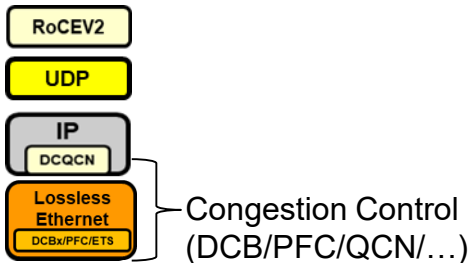 RoCEV2
UDP
IP
DCQCN
Lossless
Ethernet
DCBx/PFC/ETS
Congestion Control
(DCB/PFC/QCN/…)